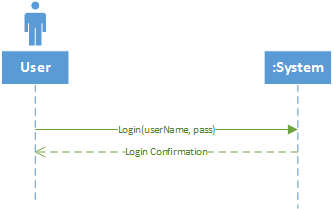 User
:System
Login(userName, pass)
Login Confirmation